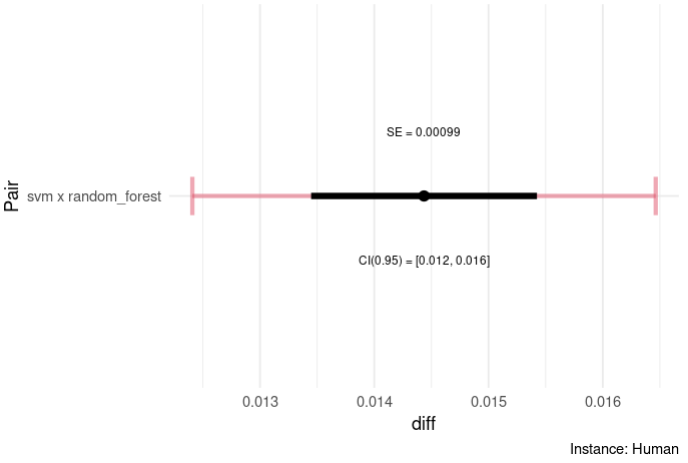 SE = 0.00099
Pair
svm x random_forest
CI(0.95) = [0.012, 0.016]
0.013 0.014 0.015 0.016
diff
Instance: Human